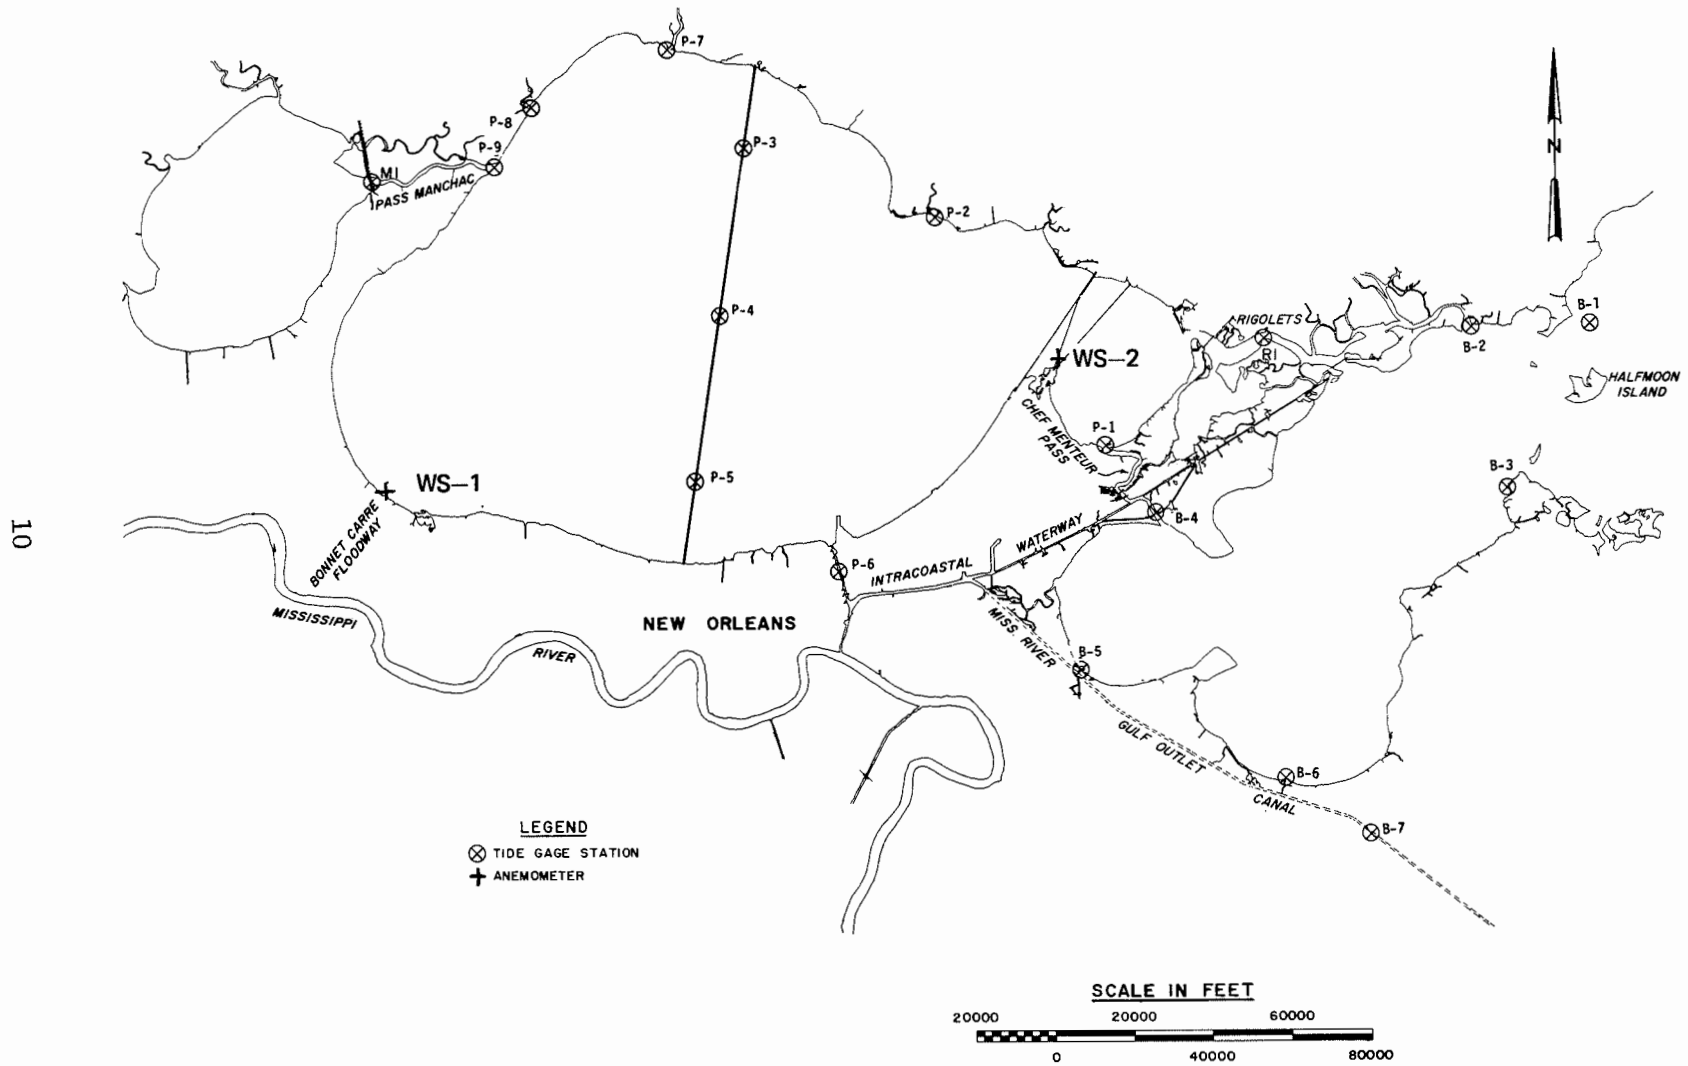 P-7
P-8
P-9
P-3
M1
PASS MANCHAC
N
P-2
P-4
RIGOLETS
B-1
R1
B-2
WS-2
HALFMOON
ISLAND
CHEF MENTEUR
PASS
P-1
B-3
P-5
WS-1
BONNET CARRE
FLOODWAY
B-4
10
INTRACOASTAL
WATERWAY
P-6
MISSISSIPPI
RIVER
NEW ORLEANS
MISS. RIVER
GULF OUTLET
CANAL
B-5
B-6
B-7
LEGEND
TIDE GAGE STATION
ANEMOMETER
SCALE IN FEET
20000 20000 60000
0 40000 80000